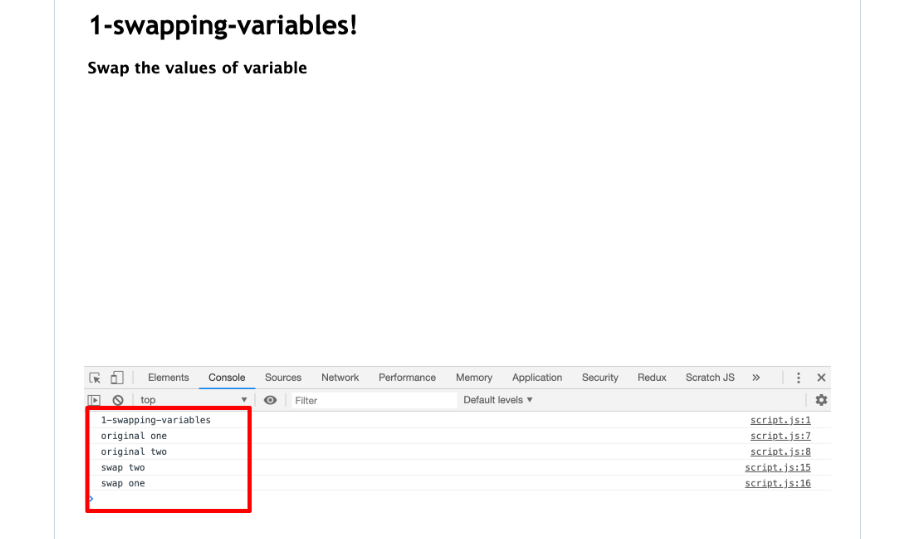 1-swapping-variables!
Swap the values of variable
Elements Console Sources Network Performance Memory Application Security Redux Scratch JS »
top Filter Default levels
1-swapping-variables script.js:1
original one script.js:7
original two script.js:8
swap two script.js:15
swap one script.js:16